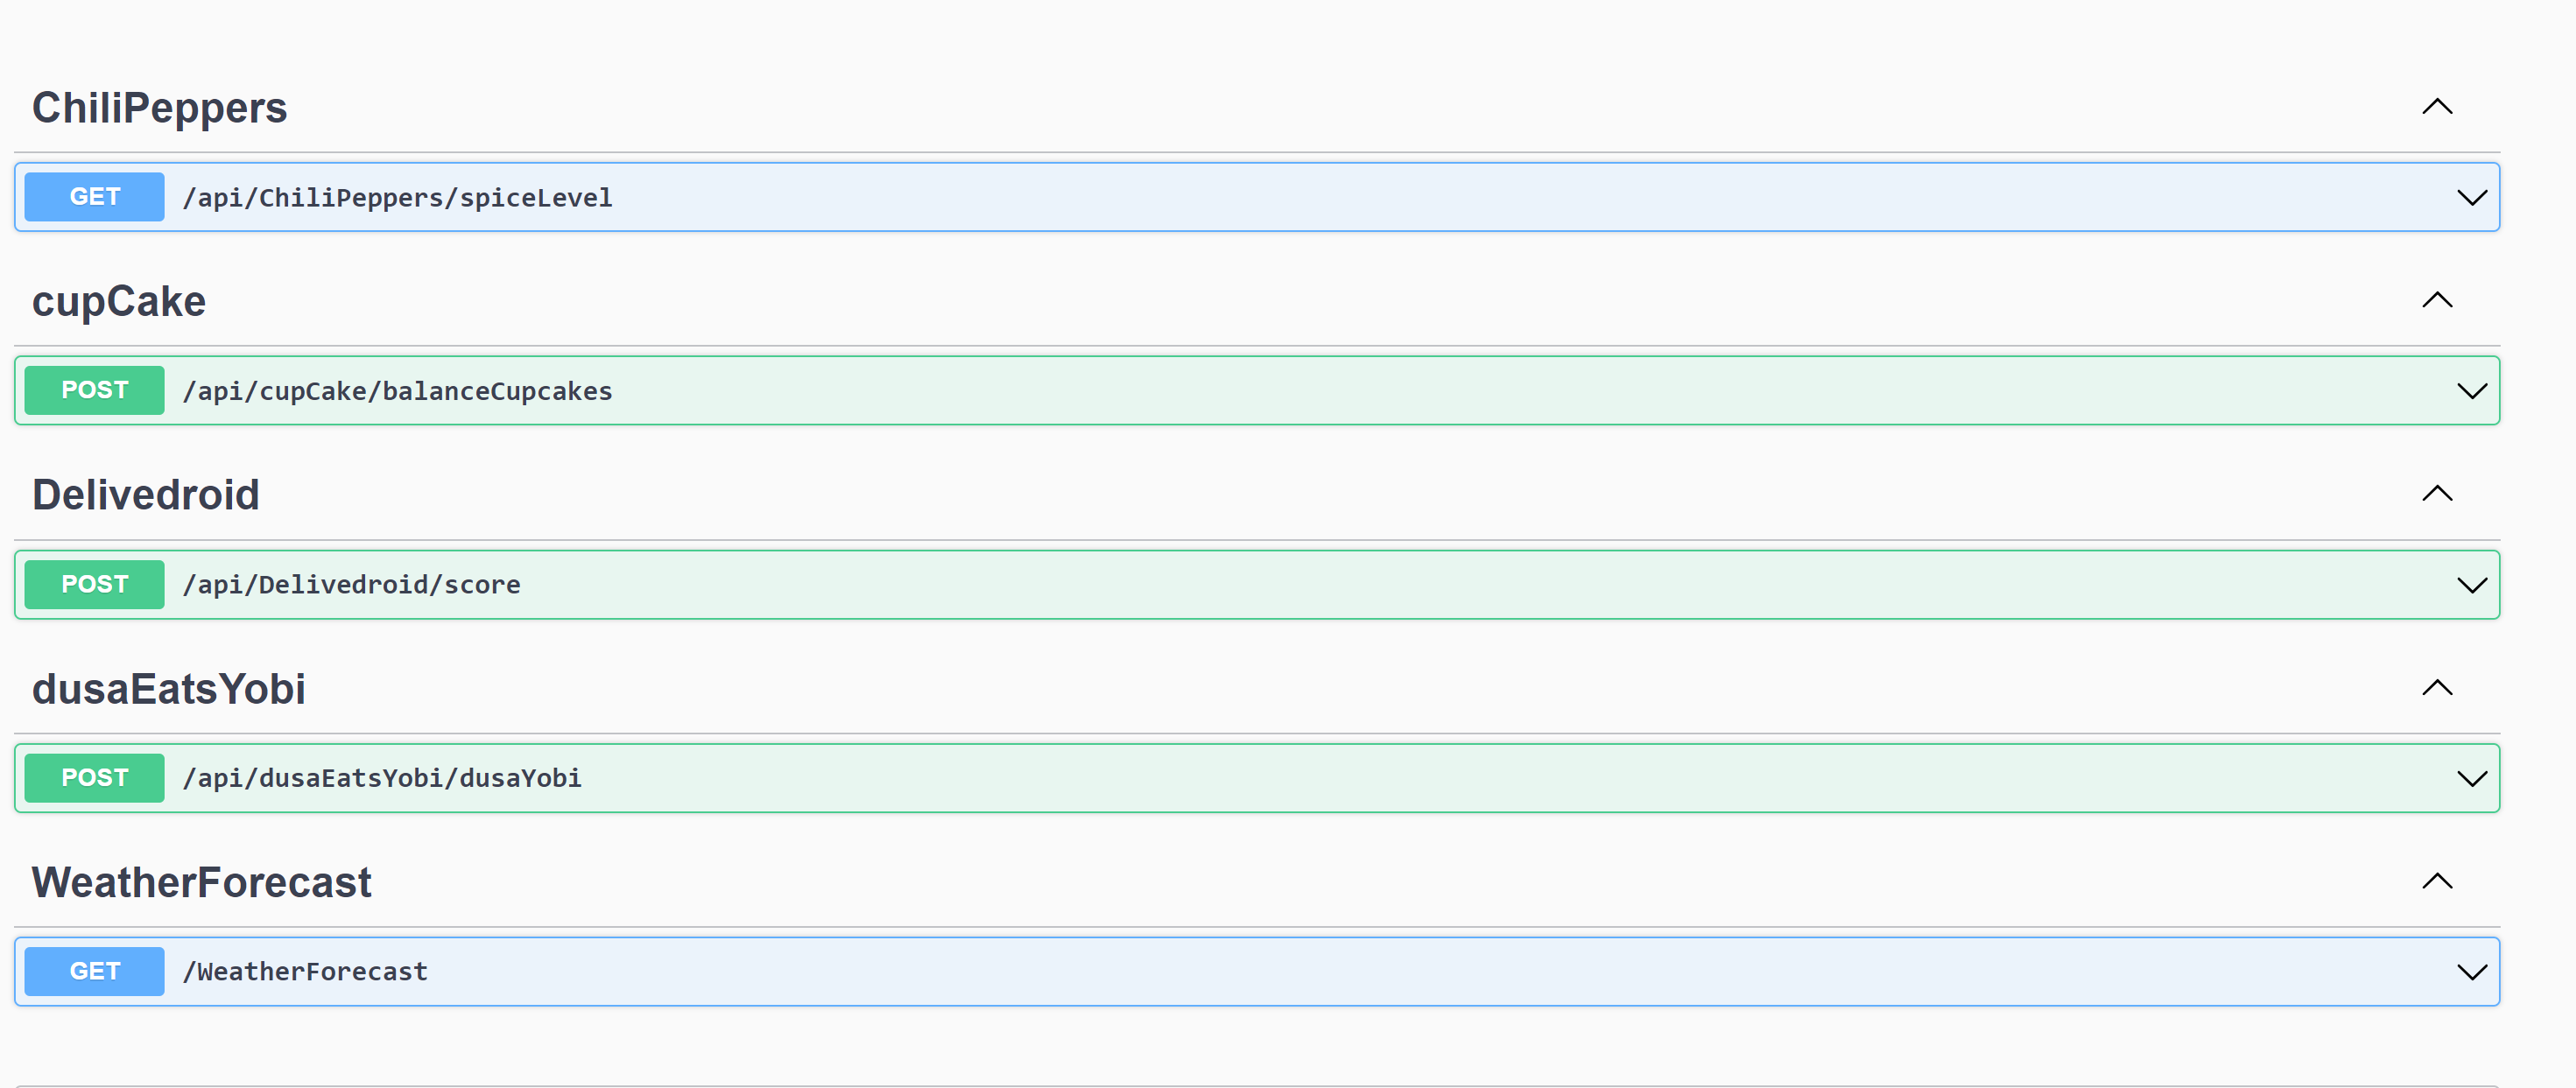 ChiliPeppers
GET /api/ChiliPeppers/spiceLevel
cupCake
POST /api/cupCake/balanceCupcakes
Delivedroid
POST /api/Delivedroid/score
dusaEatsYobi
POST /api/dusaEatsYobi/dusaYobi
WeatherForecast
GET /WeatherForecast